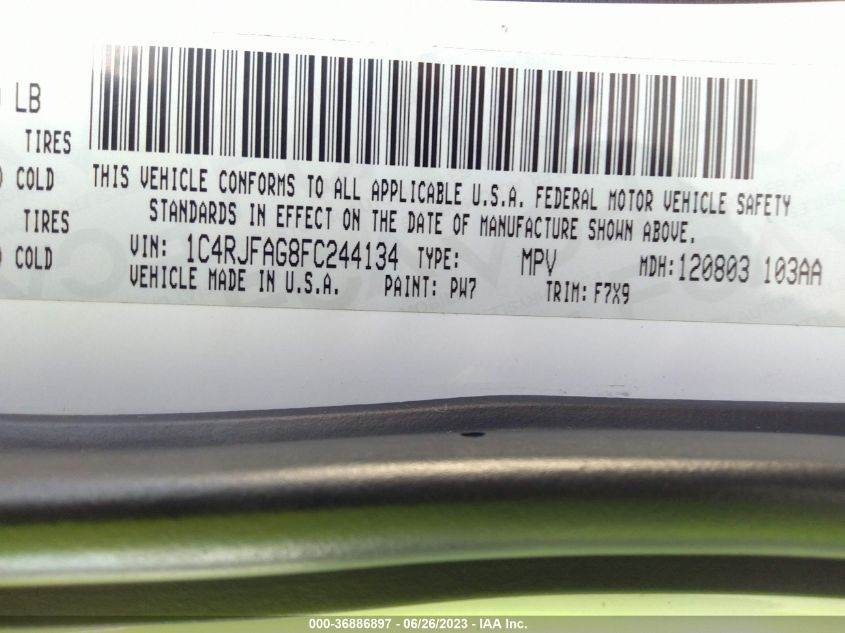 LB
TIRES
COLD
TIRES
COLD
THIS VEHICLE CONFORMS TO ALL APPLICABLE U.S.A. FEDERAL MOTOR VEHICLE SAFETY
STANDARDS IN EFFECT ON THE DATE OF MANUFACTURE SHOWN ABOVE.
VIN: 1C4RJFAG8FC244134 TYPE: MPV MDH:120803 103AA
VEHICLE MADE IN U.S.A. PAINT: PW7 TRIM: F7X9
000-36886897 - 06/26/2023 - IAA Inc.